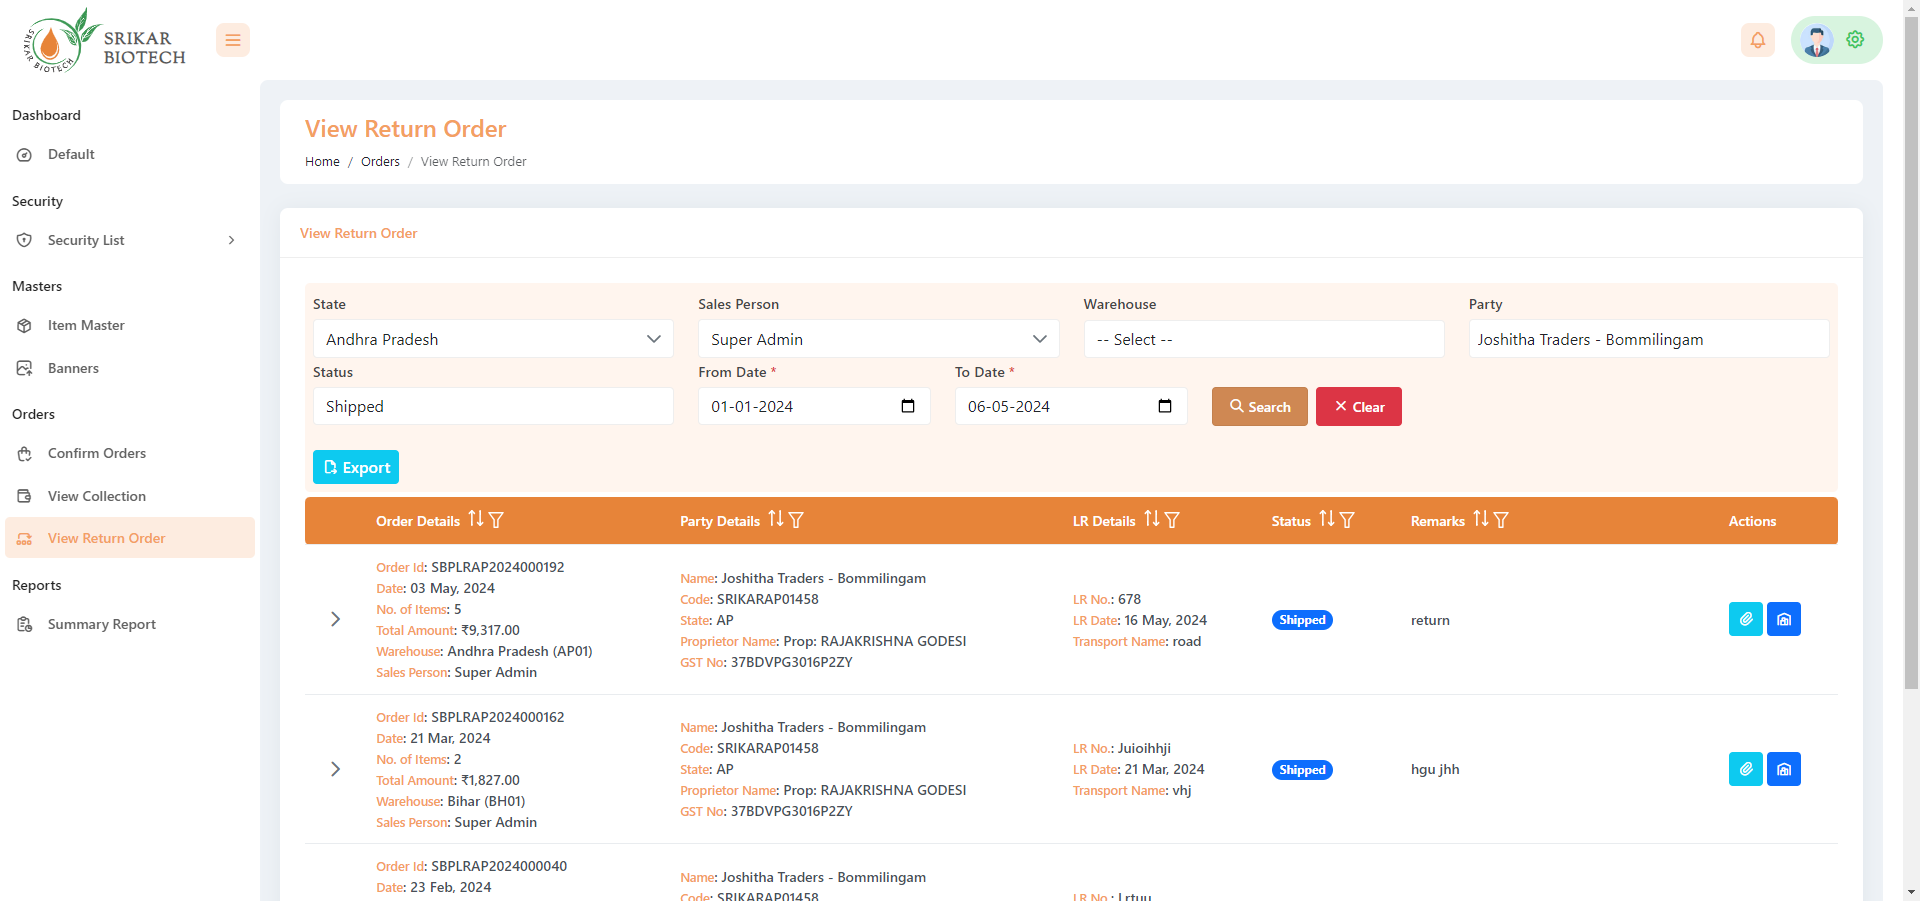 SRIKAR BIOTECH
SRIKAR
BIOTECH
Dashboard
Default
Security
Security List
Masters
Item Master
Banners
Orders
Confirm Orders
View Collection
View Return Order
Reports
Summary Report
View Return Order
Home / Orders / View Return Order
View Return Order
State Sales Person Warehouse Party
Andhra Pradesh Super Admin -- Select -- Joshitha Traders - Bommilingam
Status From Date * To Date *
Shipped 01-01-2024 06-05-2024 Search Clear
Export
Order Details Party Details LR Details Status Remarks Actions
Order Id: SBPLRAP2024000192
Date: 03 May, 2024
No. of Items: 5
Total Amount: ₹9,317.00
Warehouse: Andhra Pradesh (AP01)
Sales Person: Super Admin
Name: Joshitha Traders - Bommilingam
Code: SRIKARAP01458
State: AP
Proprietor Name: Prop: RAJAKRISHNA GODESI
GST No: 37BDVPG3016P2ZY
LR No.: 678
LR Date: 16 May, 2024
Transport Name: road
Shipped
return
Order Id: SBPLRAP2024000162
Date: 21 Mar, 2024
No. of Items: 2
Total Amount: ₹1,827.00
Warehouse: Bihar (BH01)
Sales Person: Super Admin
Name: Joshitha Traders - Bommilingam
Code: SRIKARAP01458
State: AP
Proprietor Name: Prop: RAJAKRISHNA GODESI
GST No: 37BDVPG3016P2ZY
LR No.: Juioihhji
LR Date: 21 Mar, 2024
Transport Name: vhj
Shipped
hgu jhh
Order Id: SBPLRAP2024000040
Date: 23 Feb, 2024
Name: Joshitha Traders - Bommilingam
Code: SRIKARAP01458
LR No.: Lrtuu